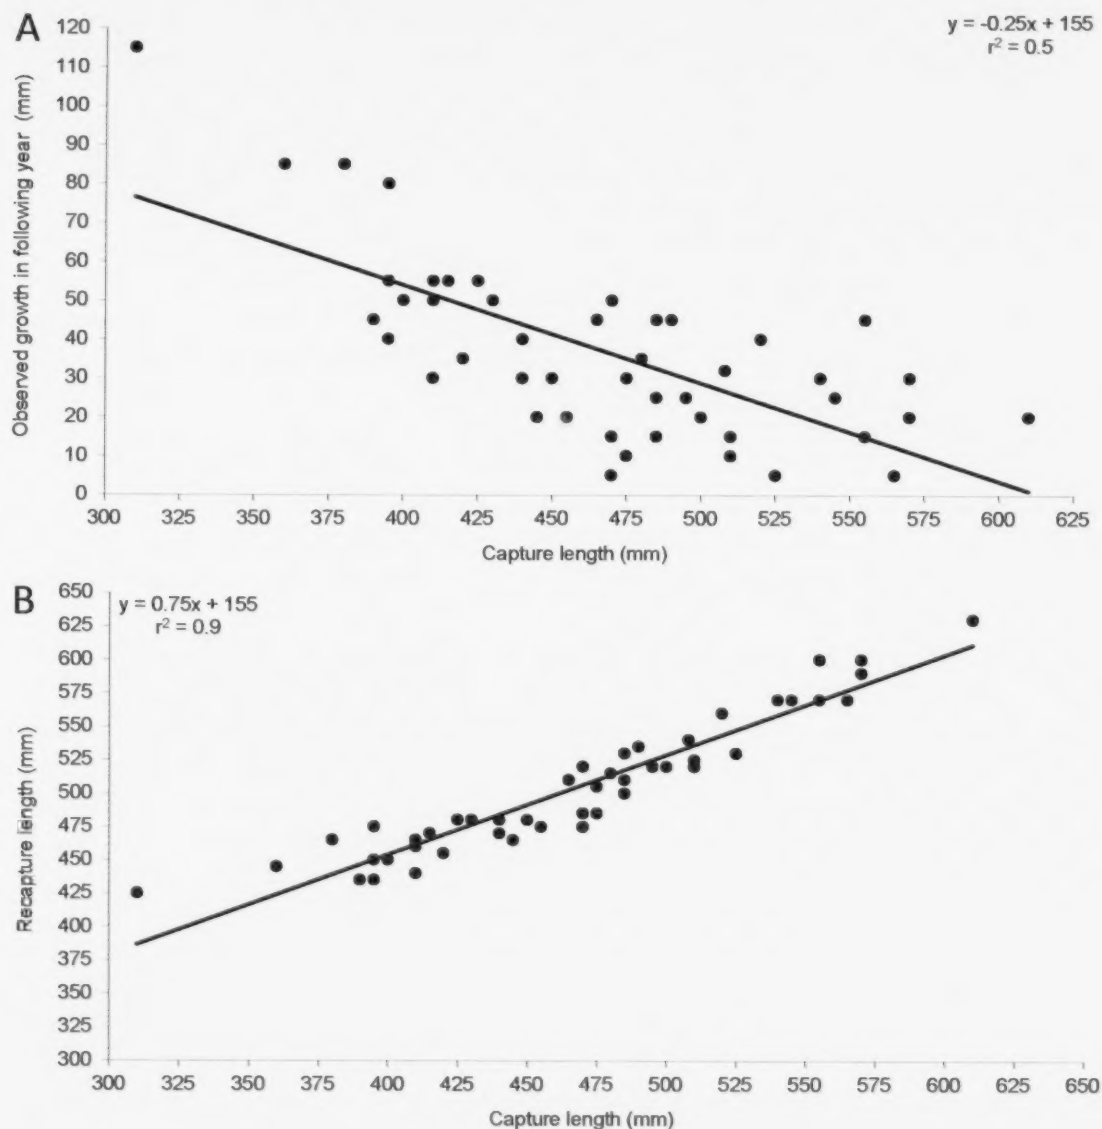 A
y = -0.25x + 155
r² = 0.5
Observed growth in following year (mm)
120
110
100
90
80
70
60
50
40
30
20
10
0
300 325 350 375 400 425 450 475 500 525 550 575 600 625
Capture length (mm)
B
y = 0.75x + 155
r² = 0.9
Recapture length (mm)
650
625
600
575
550
525
500
475
450
425
400
375
350
325
300
300 325 350 375 400 425 450 475 500 525 550 575 600 625 650
Capture length (mm)